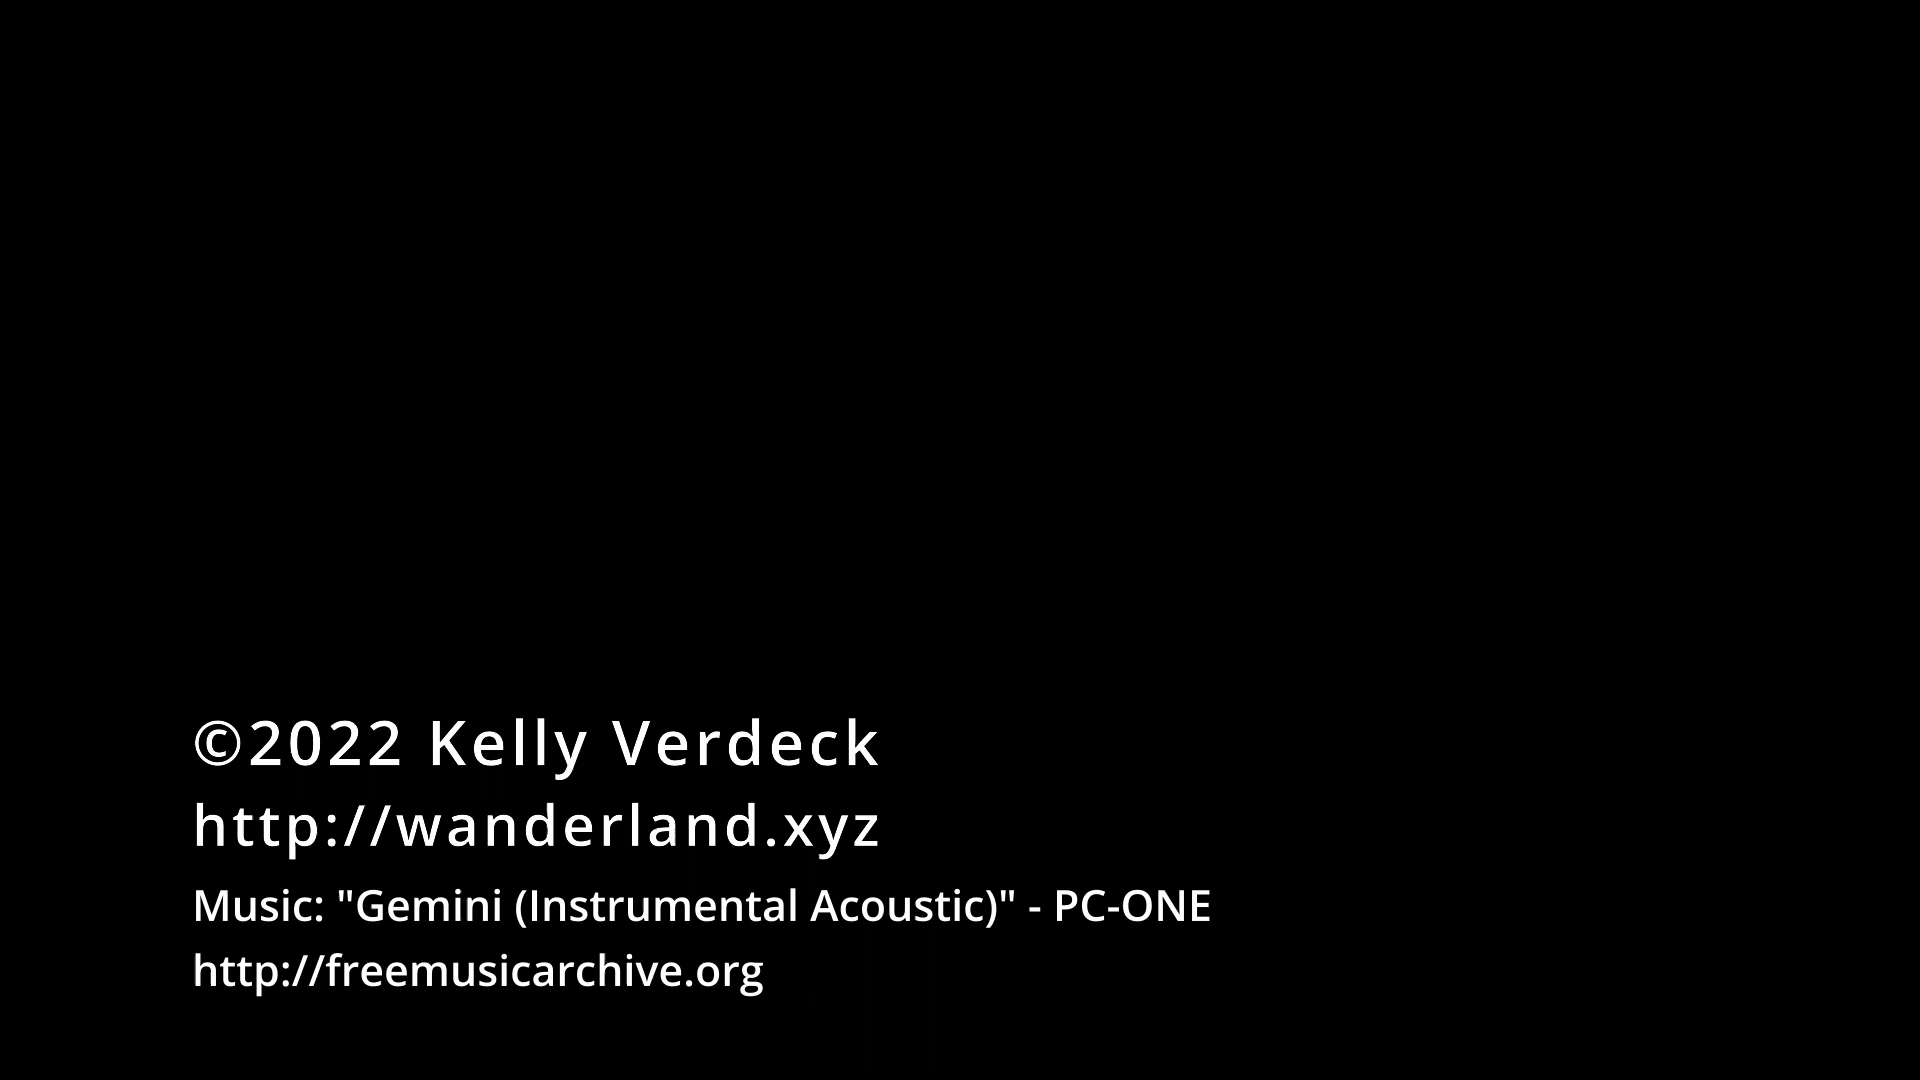 ©2022 Kelly Verdeck
http://wanderland.xyz
Music: "Gemini (Instrumental Acoustic)" - PC-ONE
http://freemusicarchive.org